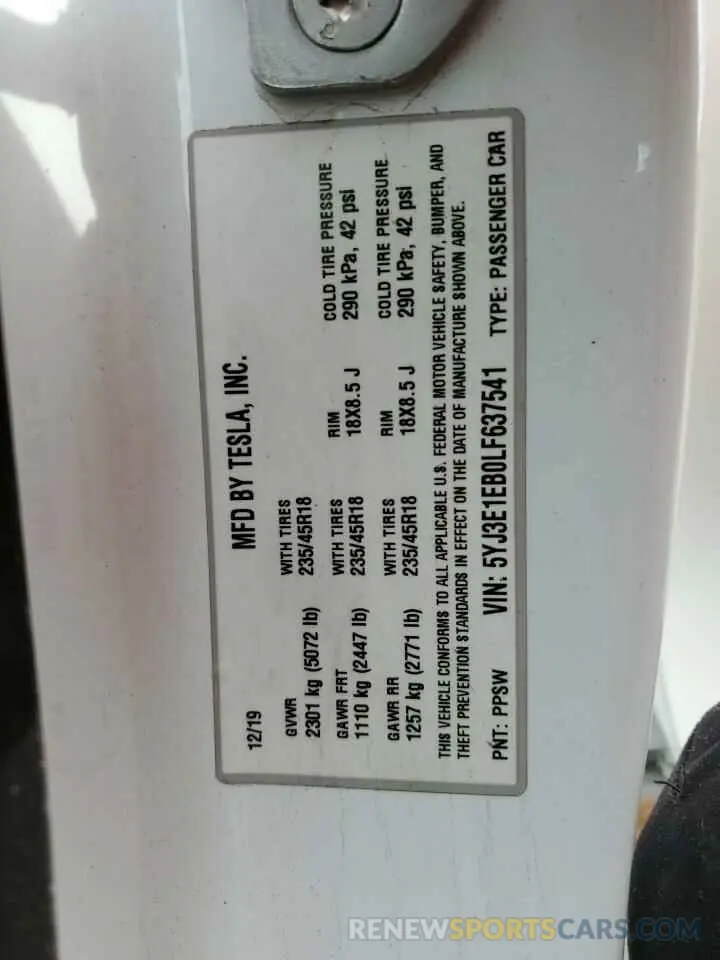 MFD BY TESLA, INC.
12/19
GVWR WITH TIRES
2301 kg (5072 lb) 235/45R18
GAWR FRT WITH TIRES RIM COLD TIRE PRESSURE
1110 kg (2447 lb) 235/45R18 18X8.5 J 290 kPa, 42 psi
GAWR RR WITH TIRES RIM COLD TIRE PRESSURE
1257 kg (2771 lb) 235/45R18 18X8.5 J 290 kPa, 42 psi
THIS VEHICLE CONFORMS TO ALL APPLICABLE U.S. FEDERAL MOTOR VEHICLE SAFETY, BUMPER, AND
THEFT PREVENTION STANDARDS IN EFFECT ON THE DATE OF MANUFACTURE SHOWN ABOVE.
PNT: PPSW VIN: 5YJ3E1EB0LF637541 TYPE: PASSENGER CAR
RENEWSPORTSCARS.COM